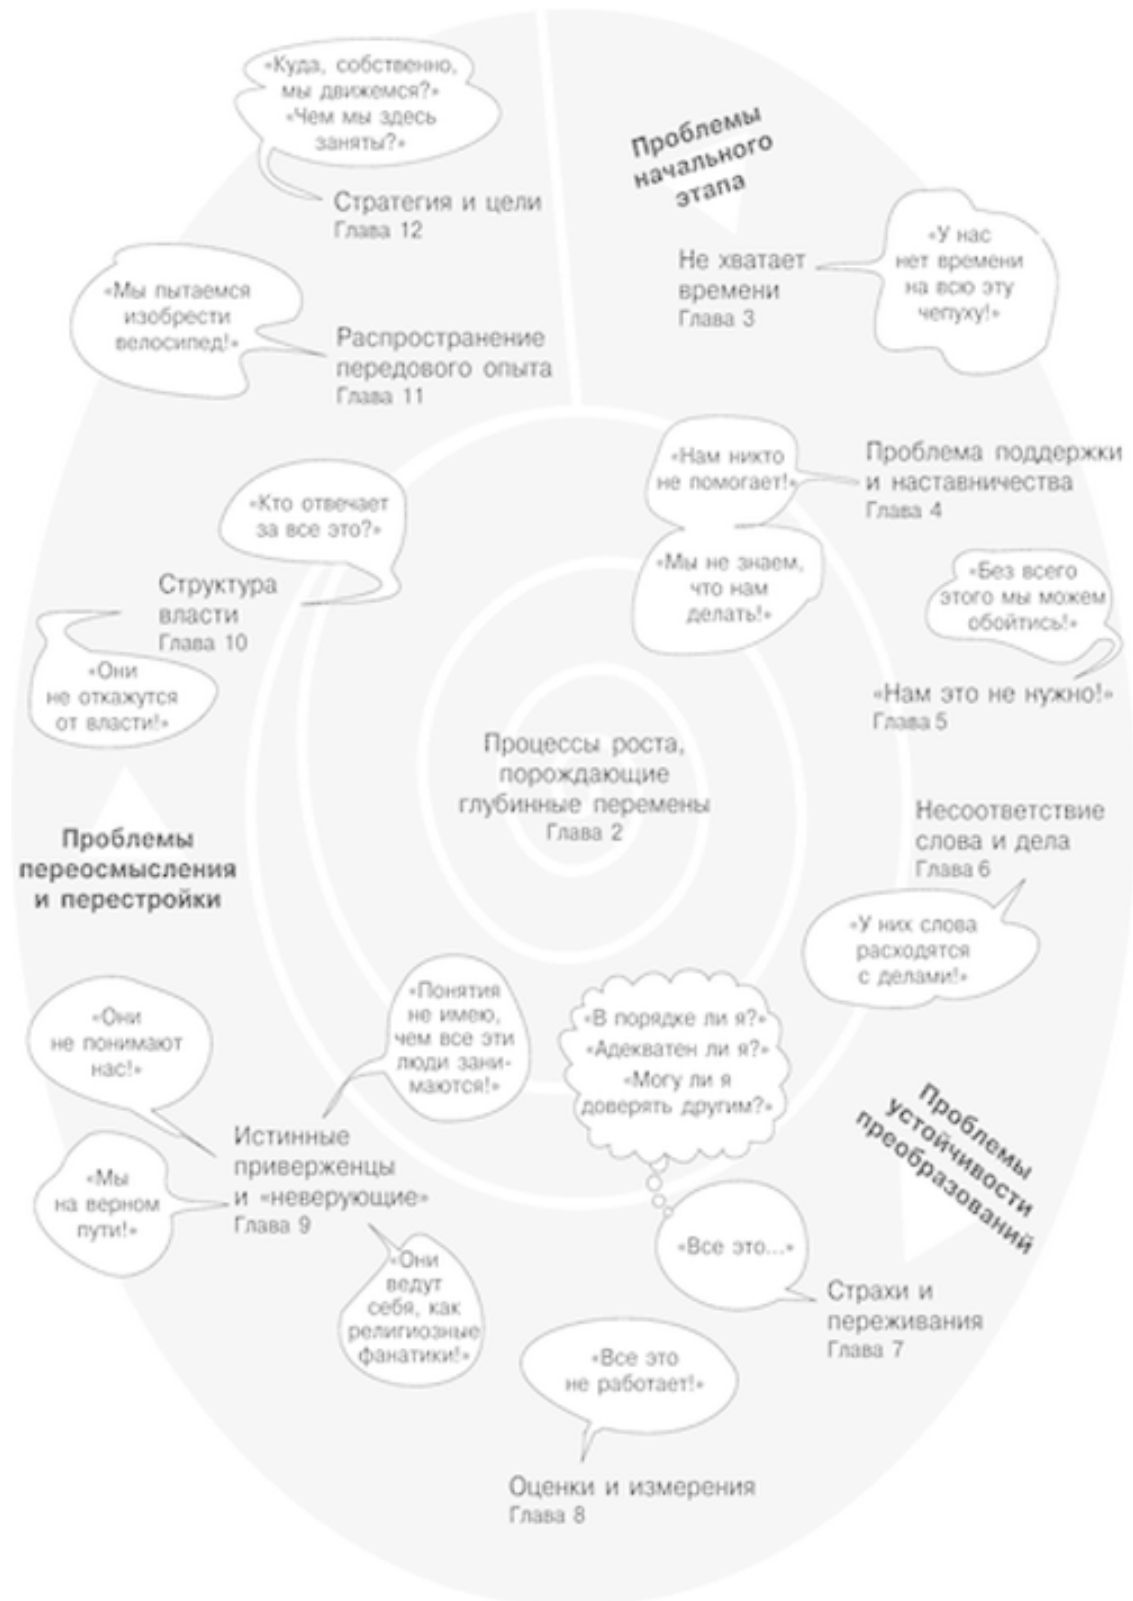 «Куда, собственно,
мы движемся?»
«Чем мы здесь
заняты?»
Стратегия и цели
Глава 12
Проблемы
начального
этапа
«У нас
нет времени
на всю эту
чепуху!»
Не хватает
времени
Глава 3
«Мы пытаемся
изобрести
велосипед!»
Распространение
передового опыта
Глава 11
«Нам никто
не помогает!»
Проблема поддержки
и наставничества
Глава 4
«Мы не знаем,
что нам
делать!»
«Кто отвечает
за все это?»
Структура
власти
Глава 10
«Они
не откажутся
от власти!»
«Без всего
этого мы можем
обойтись!»
«Нам это не нужно!»
Глава 5
Процессы роста,
порождающие
глубинные перемены
Глава 2
Несоответствие
слова и дела
Глава 6
«У них слова
расходятся
с делами!»
Проблемы
переосмысления
и перестройки
«Они
не понимают
нас!»
«Понятия
не имею,
чем все эти
люди зани-
маются!»
«В порядке ли я?»
«Адекватен ли я?»
«Могу ли я
доверять другим?»
Проблемы
устойчивости
преобразований
Истинные
приверженцы
и «неверующие»
Глава 9
«Мы
на верном
пути!»
«Они
ведут
себя, как
религиозные
фанатики!»
«Все это...»
Страхи и
переживания
Глава 7
«Все это
не работает!»
Оценки и измерения
Глава 8